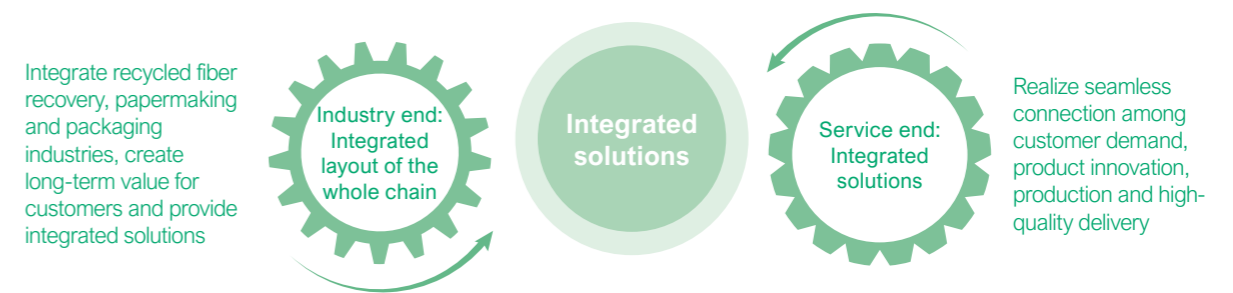 Integrate recycled fiber
recovery, papermaking
and packaging
industries, create
long-term value for
customers and provide
integrated solutions
Industry end:
Integrated
layout of the
whole chain
Integrated
solutions
Service end:
Integrated
solutions
Realize seamless
connection among
customer demand,
product innovation,
production and high-
quality delivery